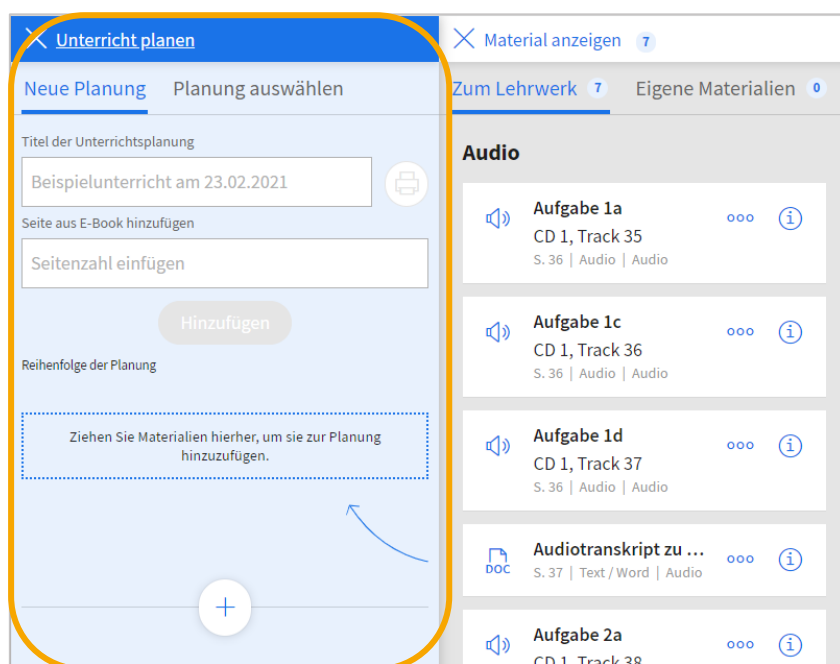 Unterricht planen
Neue Planung Planung auswählen
Titel der Unterrichtsplanung
Beispielunterricht am 23.02.2021
Seite aus E-Book hinzufügen
Seitenzahl einfügen
Hinzufügen
Reihenfolge der Planung
Ziehen Sie Materialien hierher, um sie zur Planung
hinzuzufügen.
Material anzeigen 7
Zum Lehrwerk 7 Eigene Materialien 0
Audio
Aufgabe 1a
CD 1, Track 35
S. 36 | Audio | Audio
Aufgabe 1c
CD 1, Track 36
S. 36 | Audio | Audio
Aufgabe 1d
CD 1, Track 37
S. 36 | Audio | Audio
DOC
Audiotranskript zu ...
S. 37 | Text / Word | Audio
Aufgabe 2a
CD 1, Track 38